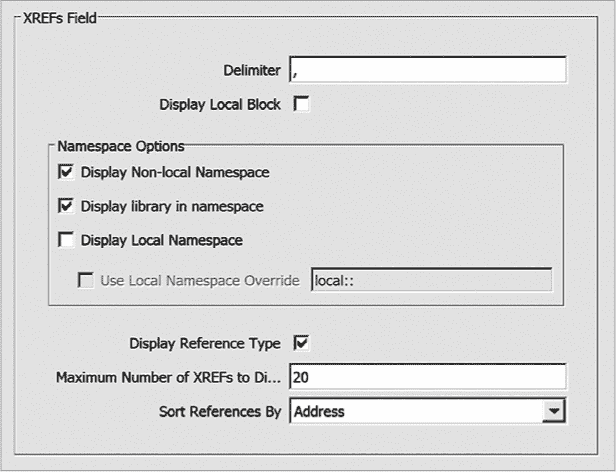 XREFs Field
Delimiter ,
Display Local Block
Namespace Options
Display Non-local Namespace
Display library in namespace
Display Local Namespace
Use Local Namespace Override local::
Display Reference Type
Maximum Number of XREFs to Di... 20
Sort References By Address